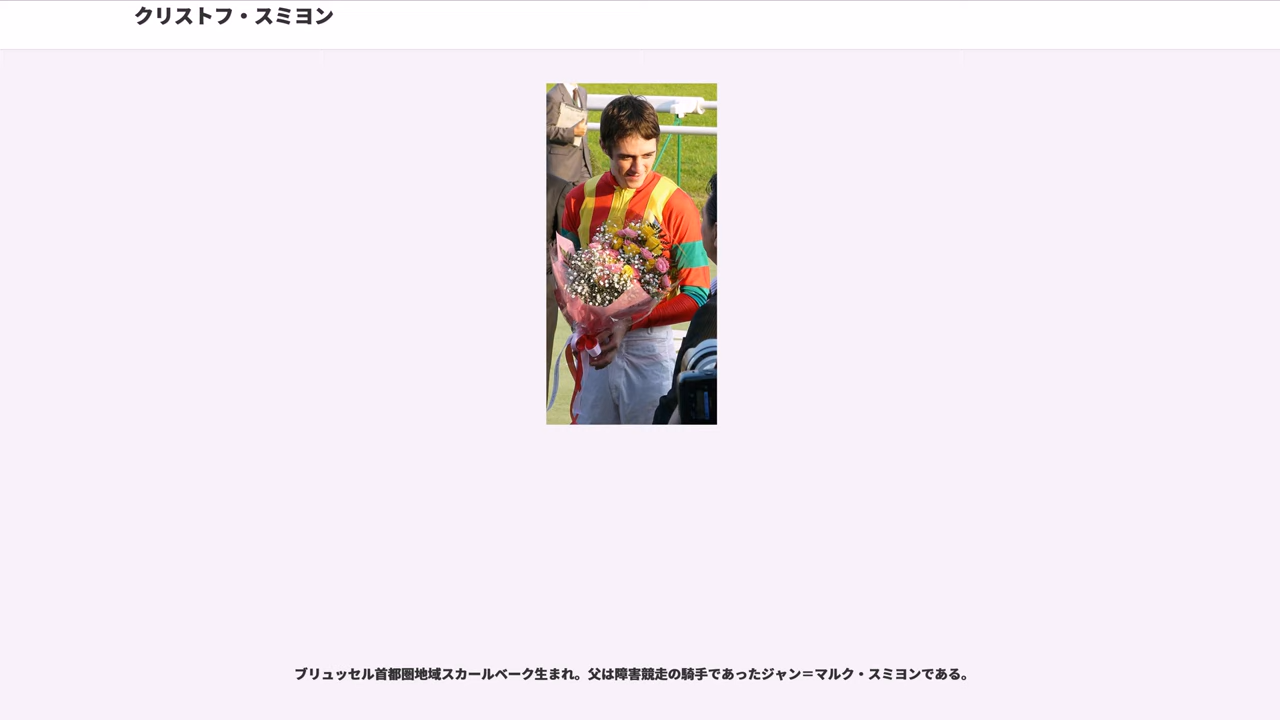 クリストフ・スミヨン
ブリュッセル首都圏地域スカールベーク生まれ。父は障害競走の騎手であったジャン＝マルク・スミヨンである。